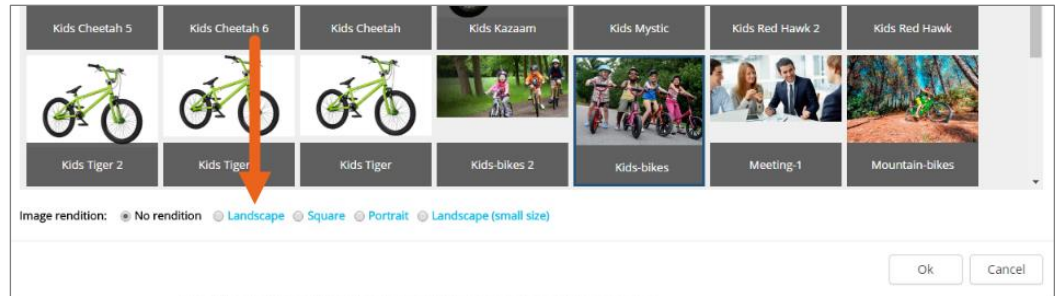 Kids Cheetah 5
Kids Cheetah 6
Kids Cheetah
Kids Kazaam
Kids Mystic
Kids Red Hawk 2
Kids Red Hawk
Kids Tiger 2
Kids Tiger
Kids Tiger
Kids-bikes 2
Kids-bikes
Meeting-1
Mountain-bikes
Image rendition: No rendition Landscape Square Portrait Landscape (small size)
Ok Cancel